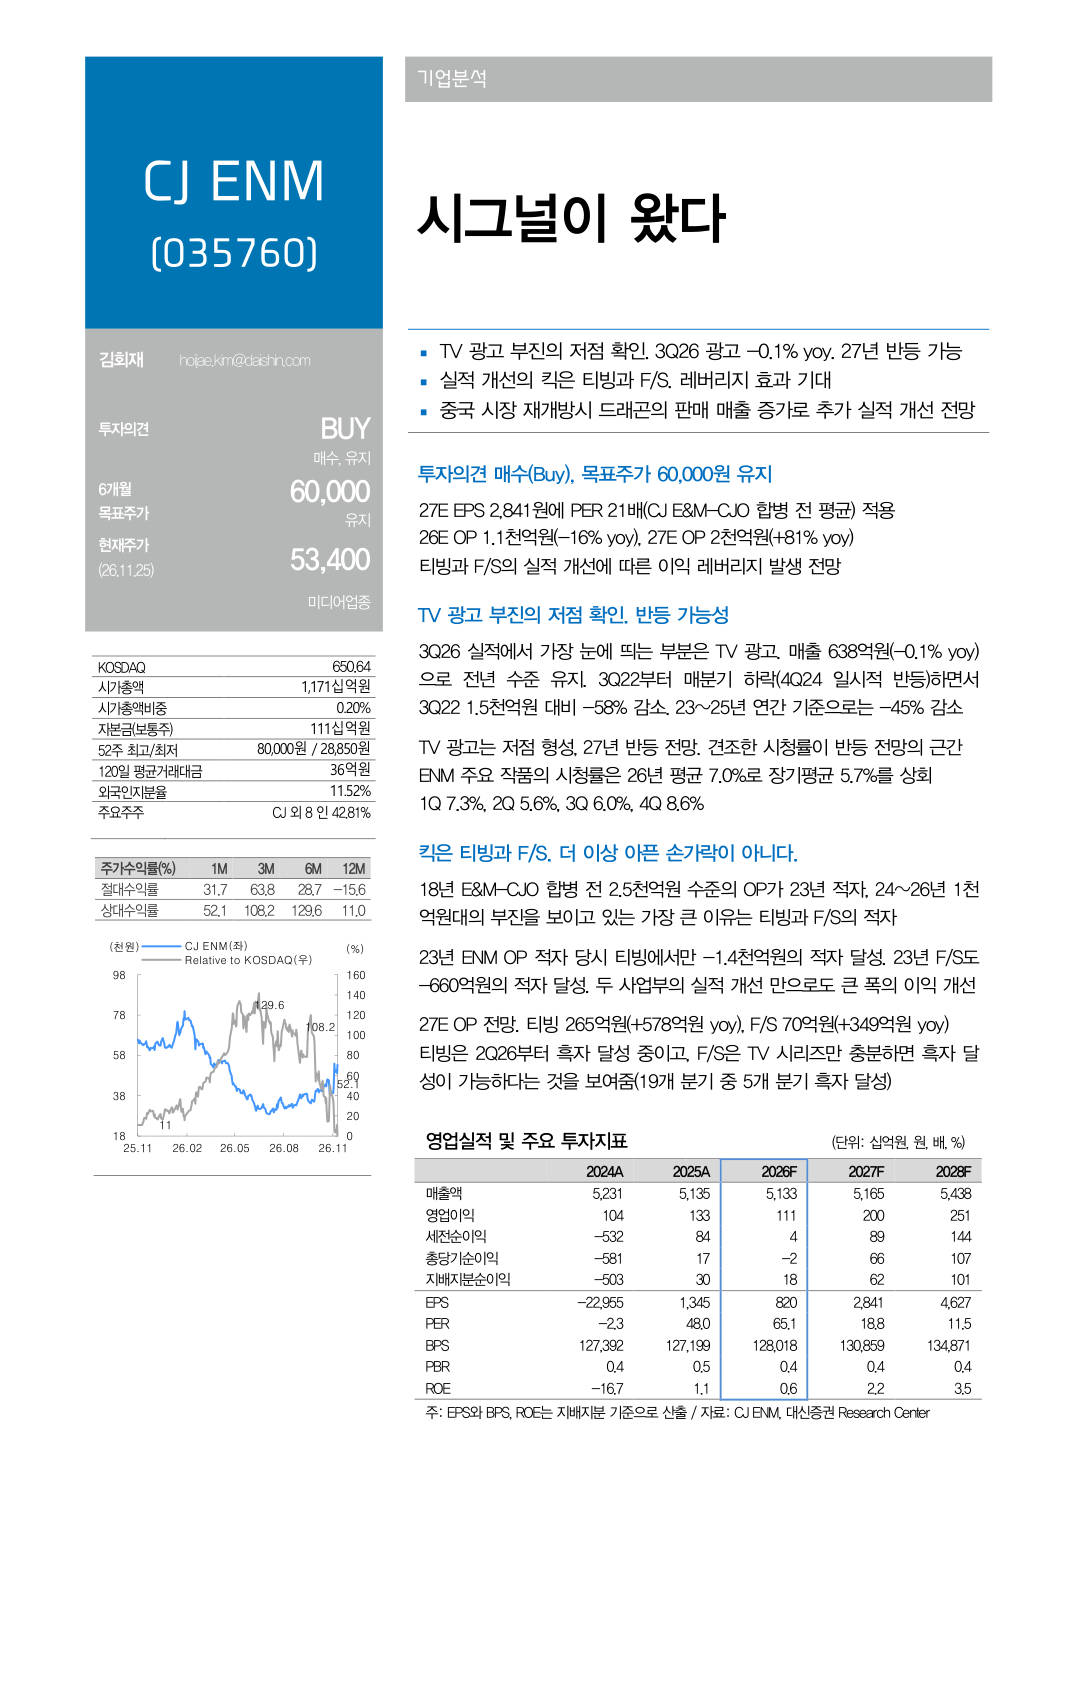 기업분석
CJ ENM
(035760)
시그널이 왔다
김회재 hoijae.kim@daishin.com
투자의견 BUY
매수, 유지
6개월
목표주가 60,000
유지
현재주가
(26.11.25) 53,400
미디어업종
KOSDAQ 650.64
시가총액 1,171십억원
시가총액비중 0.20%
자본금(보통주) 111십억원
52주 최고/최저 80,000원 / 28,850원
120일 평균거래대금 36억원
외국인지분율 11.52%
주요주주 CJ 외 8 인 42.81%
주가수익률(%) 1M 3M 6M 12M
절대수익률 31.7 63.8 28.7 -15.6
상대수익률 52.1 108.2 129.6 11.0
(천원) CJ ENM(좌) (%)
Relative to KOSDAQ(우)
98 160
140
129.6
78 120
108.2
100
58 80
60
52.1
38 40
20
11
18 0
25.11 26.02 26.05 26.08 26.11
▪ TV 광고 부진의 저점 확인. 3Q26 광고 -0.1% yoy. 27년 반등 가능
▪ 실적 개선의 킥은 티빙과 F/S. 레버리지 효과 기대
▪ 중국 시장 재개방시 드래곤의 판매 매출 증가로 추가 실적 개선 전망
투자의견 매수(Buy), 목표주가 60,000원 유지
27E EPS 2,841원에 PER 21배(CJ E&M-CJO 합병 전 평균) 적용
26E OP 1.1천억원(-16% yoy), 27E OP 2천억원(+81% yoy)
티빙과 F/S의 실적 개선에 따른 이익 레버리지 발생 전망
TV 광고 부진의 저점 확인. 반등 가능성
3Q26 실적에서 가장 눈에 띄는 부분은 TV 광고. 매출 638억원(-0.1% yoy)
으로 전년 수준 유지. 3Q22부터 매분기 하락(4Q24 일시적 반등)하면서
3Q22 1.5천억원 대비 -58% 감소. 23~25년 연간 기준으로는 -45% 감소
TV 광고는 저점 형성, 27년 반등 전망. 견조한 시청률이 반등 전망의 근간
ENM 주요 작품의 시청률은 26년 평균 7.0%로 장기평균 5.7%를 상회
1Q 7.3%, 2Q 5.6%, 3Q 6.0%, 4Q 8.6%
킥은 티빙과 F/S. 더 이상 아픈 손가락이 아니다.
18년 E&M-CJO 합병 전 2.5천억원 수준의 OP가 23년 적자, 24~26년 1천
억원대의 부진을 보이고 있는 가장 큰 이유는 티빙과 F/S의 적자
23년 ENM OP 적자 당시 티빙에서만 -1.4천억원의 적자 달성. 23년 F/S도
-660억원의 적자 달성. 두 사업부의 실적 개선 만으로도 큰 폭의 이익 개선
27E OP 전망. 티빙 265억원(+578억원 yoy), F/S 70억원(+349억원 yoy)
티빙은 2Q26부터 흑자 달성 중이고, F/S은 TV 시리즈만 충분하면 흑자 달
성이 가능하다는 것을 보여줌(19개 분기 중 5개 분기 흑자 달성)
영업실적 및 주요 투자지표 (단위: 십억원, 원, 배, %)
2024A 2025A 2026F 2027F 2028F
매출액 5,231 5,135 5,133 5,165 5,438
영업이익 104 133 111 200 251
세전순이익 -532 84 4 89 144
총당기순이익 -581 17 -2 66 107
지배지분순이익 -503 30 18 62 101
EPS -22,955 1,345 820 2,841 4,627
PER -2.3 48.0 65.1 18.8 11.5
BPS 127,392 127,199 128,018 130,859 134,871
PBR 0.4 0.5 0.4 0.4 0.4
ROE -16.7 1.1 0.6 2.2 3.5
주: EPS와 BPS, ROE는 지배지분 기준으로 산출 / 자료: CJ ENM, 대신증권 Research Center